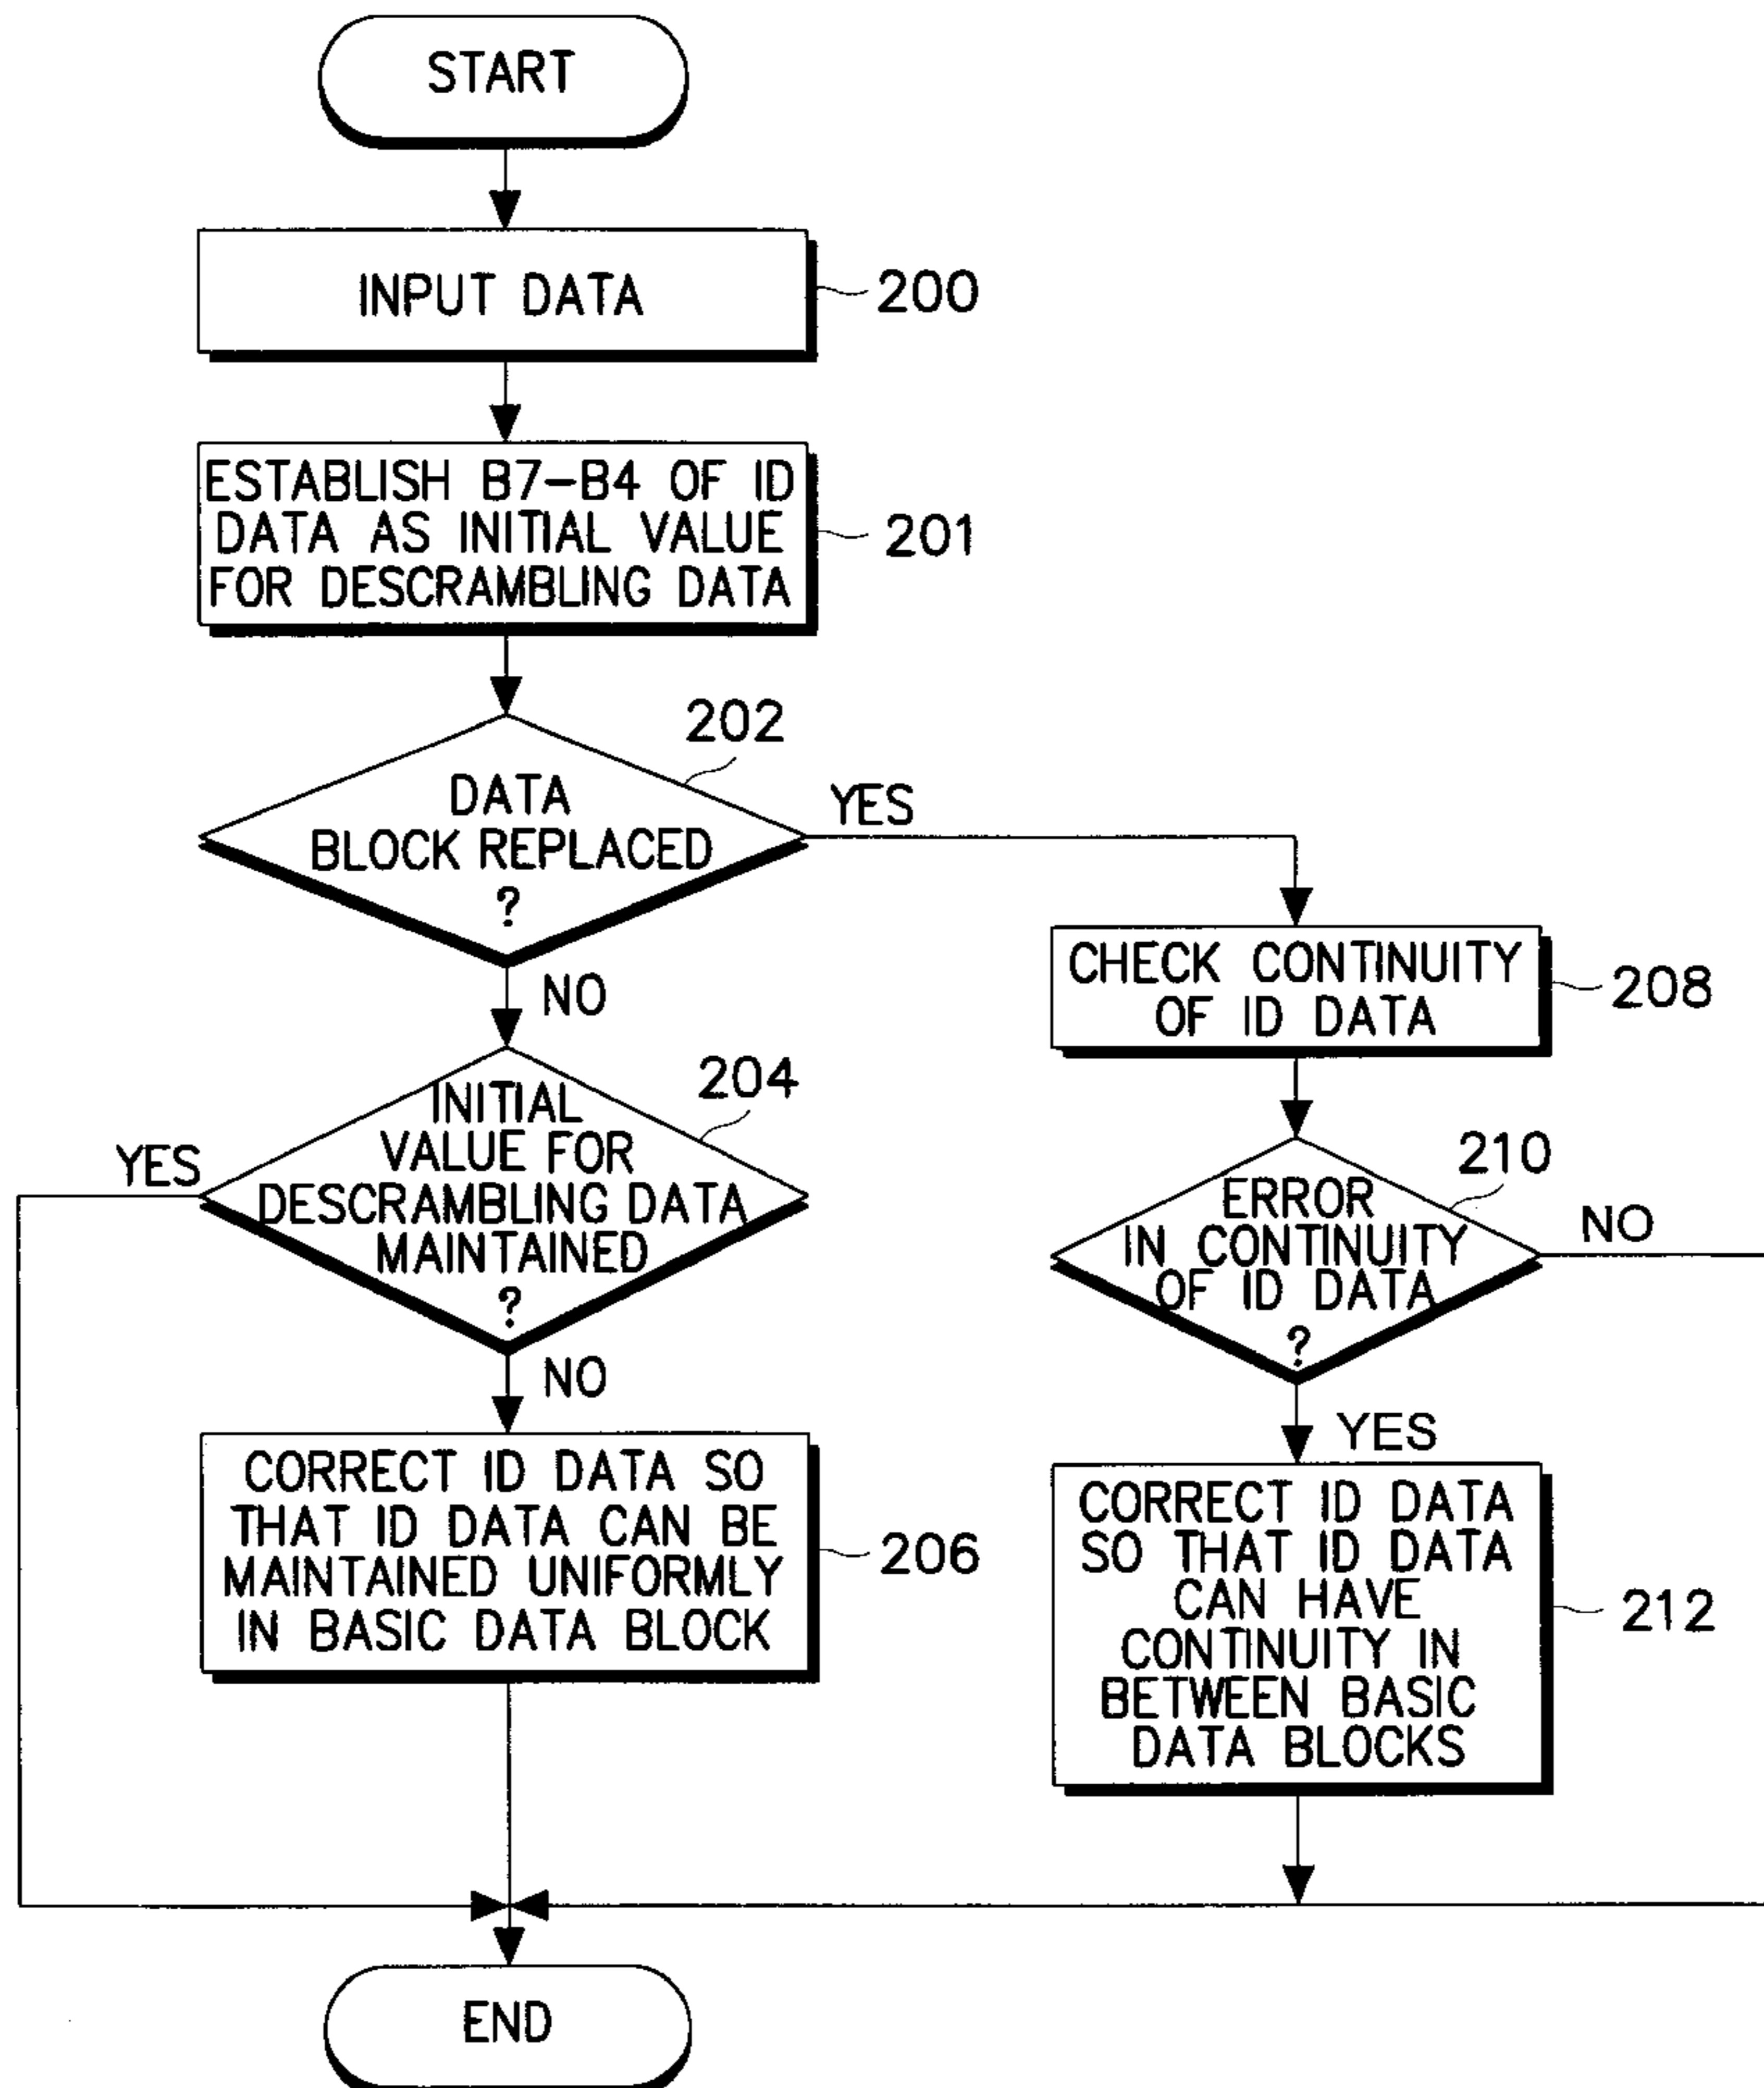 START
INPUT DATA
200
ESTABLISH B7-B4 OF ID
DATA AS INITIAL VALUE
FOR DESCRAMBLING DATA
201
202
DATA
BLOCK REPLACED
?
YES
NO
CHECK CONTINUITY
OF ID DATA
208
204
INITIAL
VALUE FOR
DESCRAMBLING DATA
MAINTAINED
?
YES
NO
210
ERROR
IN CONTINUITY
OF ID DATA
?
NO
YES
CORRECT ID DATA SO
THAT ID DATA CAN BE
MAINTAINED UNIFORMLY
IN BASIC DATA BLOCK
206
CORRECT ID DATA
SO THAT ID DATA
CAN HAVE
CONTINUITY IN
BETWEEN BASIC
DATA BLOCKS
212
END